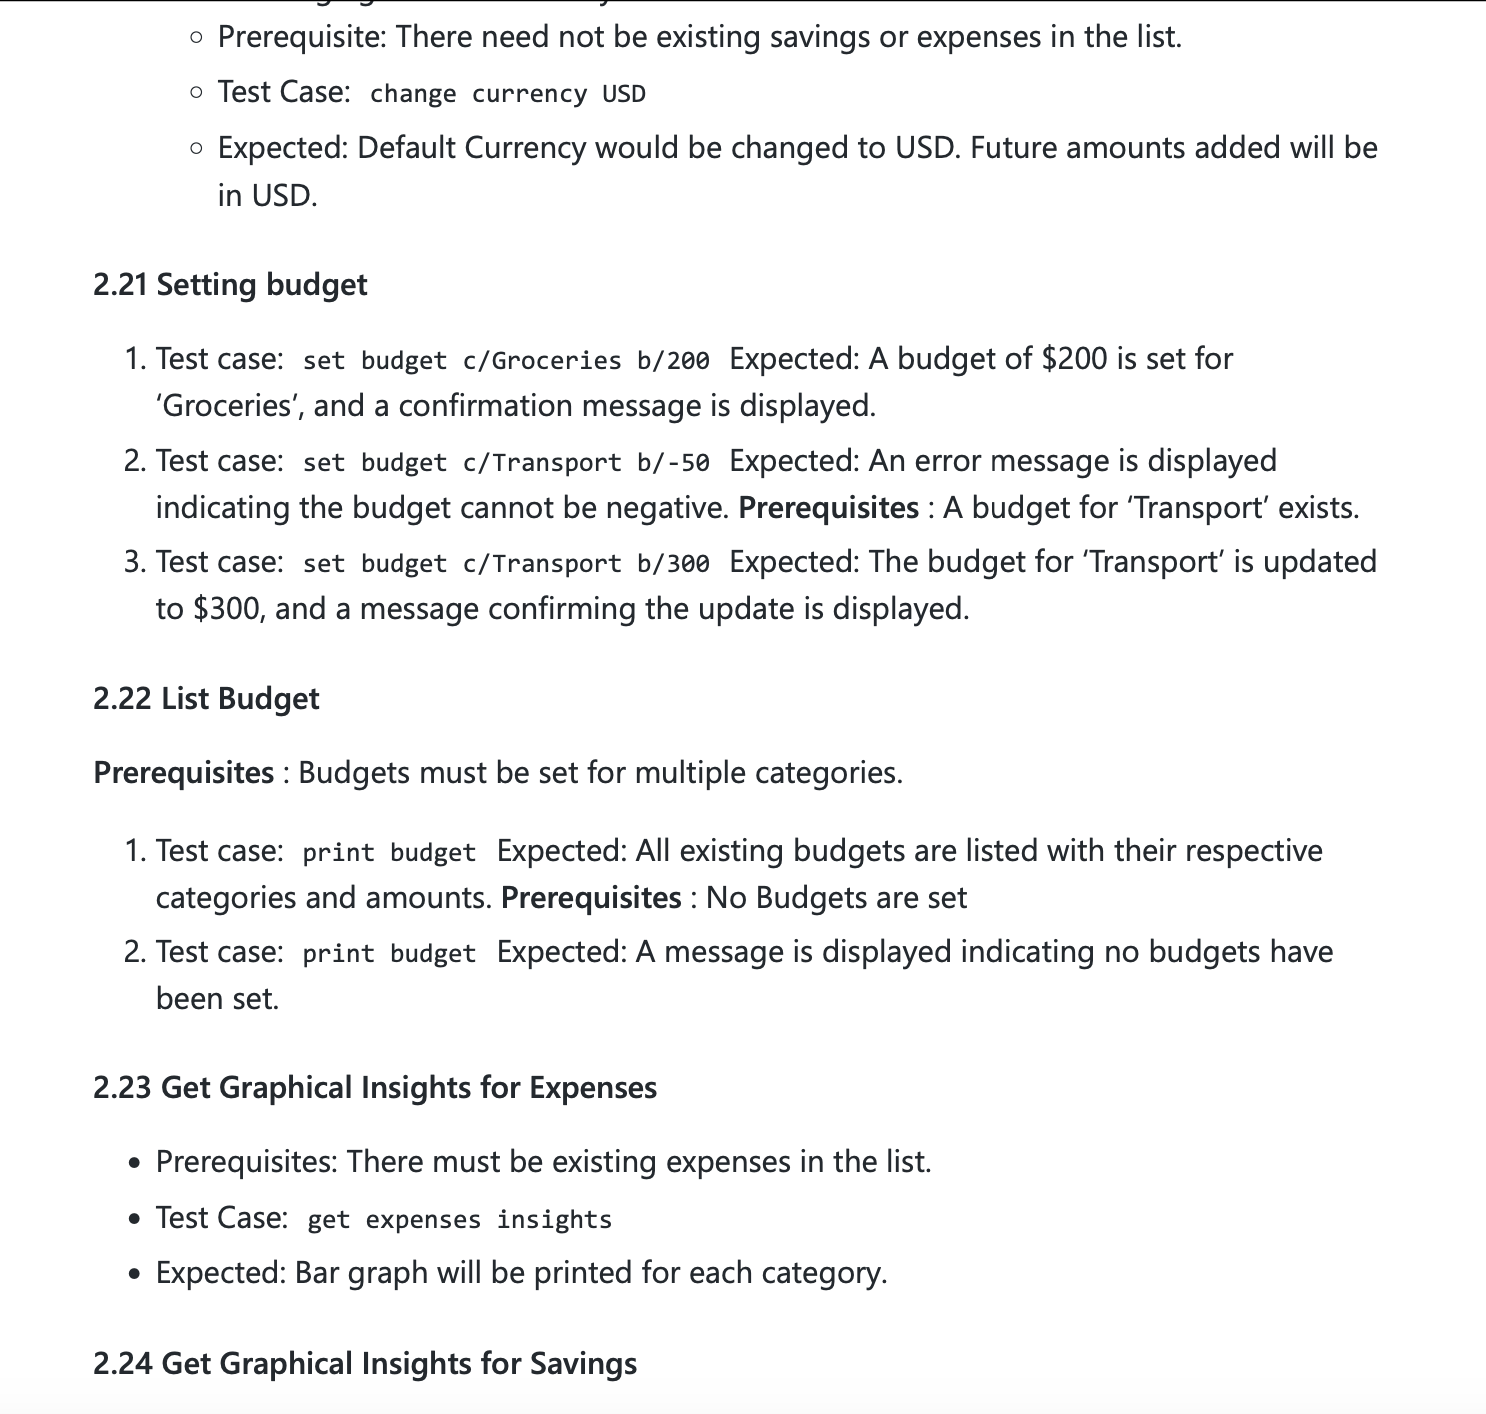 Prerequisite: There need not be existing savings or expenses in the list.
Test Case: change currency USD
Expected: Default Currency would be changed to USD. Future amounts added will be
in USD.
2.21 Setting budget
1. Test case: set budget c/Groceries b/200 Expected: A budget of $200 is set for
‘Groceries’, and a confirmation message is displayed.
2. Test case: set budget c/Transport b/-50 Expected: An error message is displayed
indicating the budget cannot be negative. Prerequisites : A budget for ‘Transport’ exists.
3. Test case: set budget c/Transport b/300 Expected: The budget for ‘Transport’ is updated
to $300, and a message confirming the update is displayed.
2.22 List Budget
Prerequisites : Budgets must be set for multiple categories.
1. Test case: print budget Expected: All existing budgets are listed with their respective
categories and amounts. Prerequisites : No Budgets are set
2. Test case: print budget Expected: A message is displayed indicating no budgets have
been set.
2.23 Get Graphical Insights for Expenses
Prerequisites: There must be existing expenses in the list.
Test Case: get expenses insights
Expected: Bar graph will be printed for each category.
2.24 Get Graphical Insights for Savings